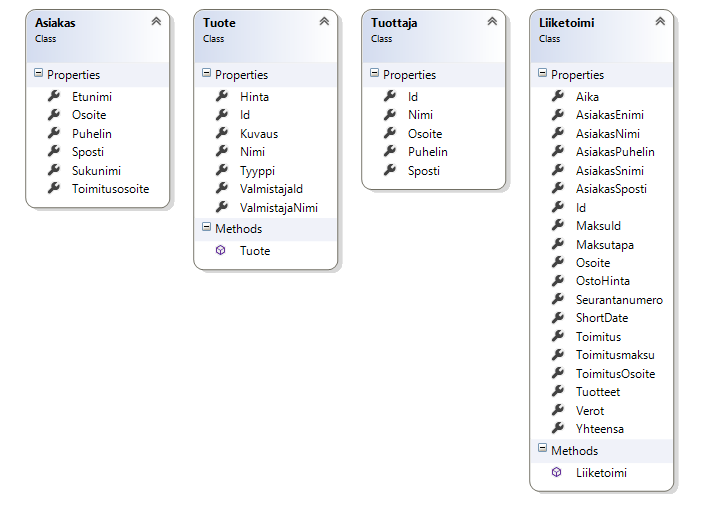 Asiakas
Class
Properties
Etunimi
Osoite
Puhelin
Sposti
Sukunimi
Toimitusosoite
Tuote
Class
Properties
Hinta
Id
Kuvaus
Nimi
Tyyppi
ValmistajaId
ValmistajaNimi
Methods
Tuote
Tuottaja
Class
Properties
Id
Nimi
Osoite
Puhelin
Sposti
Liiketoimi
Class
Properties
Aika
AsiakasEnimi
AsiakasNimi
AsiakasPuhelin
AsiakasSnimi
AsiakasSposti
Id
MaksuId
Maksutapa
Osoite
OstoHinta
Seurantanumero
ShortDate
Toimitus
Toimitusmaksu
ToimitusOsoite
Tuotteet
Verot
Yhteensa
Methods
Liiketoimi